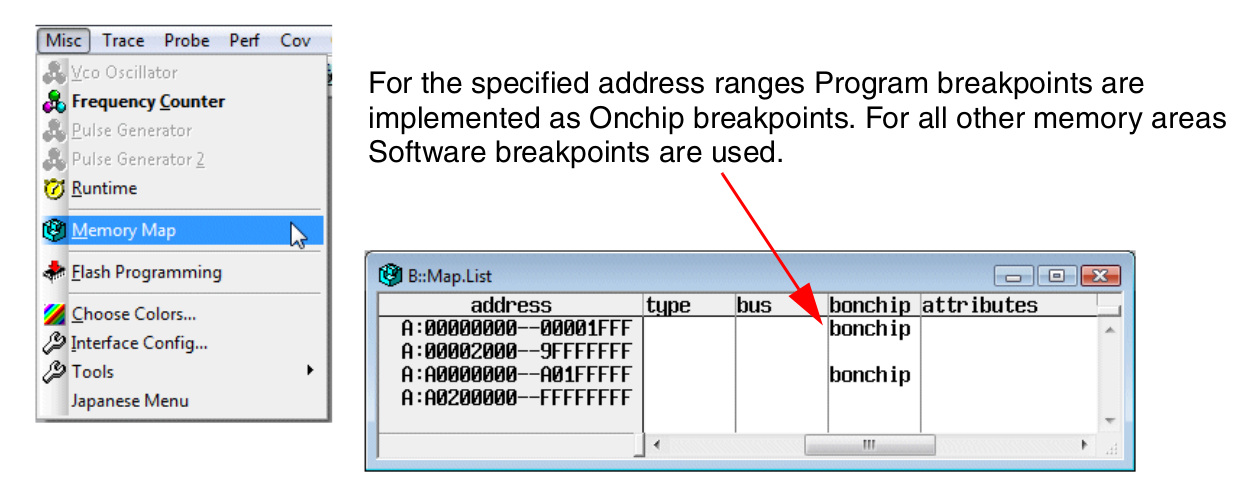 Misc Trace Probe Perf Cov
Vco Oscillator
Frequency Counter
Pulse Generator
Pulse Generator 2
Runtime
Memory Map
Flash Programming
Choose Colors...
Interface Config...
Tools
Japanese Menu
For the specified address ranges Program breakpoints are
implemented as Onchip breakpoints. For all other memory areas
Software breakpoints are used.
B::Map.List
address type bus bonchip attributes
A:00000000--00001FFF bonchip
A:00002000--9FFFFFFF
A:A0000000--A01FFFFF bonchip
A:A0200000--FFFFFFFF